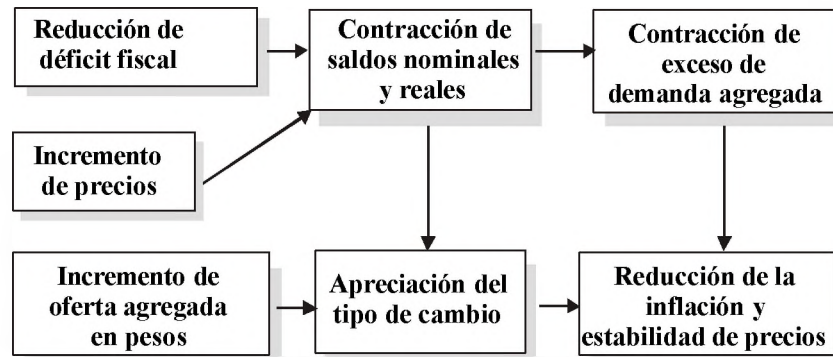 Reducción de
déficit fiscal
Contracción de
saldos nominales
y reales
Contracción de
exceso de
demanda agregada
Incremento
de precios
Incremento de
oferta agregada
en pesos
Apreciación del
tipo de cambio
Reducción de la
inflación y
estabilidad de precios